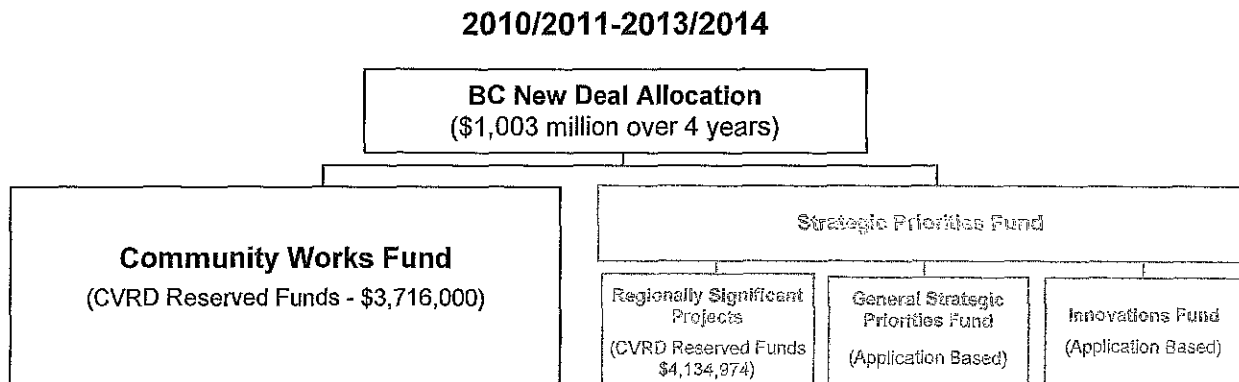 2010/2011-2013/2014
BC New Deal Allocation
($1,003 million over 4 years)
Community Works Fund
(CVRD Reserved Funds - $3,716,000)
Strategic Priorities Fund
Regionally Significant
Projects
(CVRD Reserved Funds
$4,134,974)
General Strategic
Priorities Fund
(Application Based)
Innovations Fund
(Application Based)